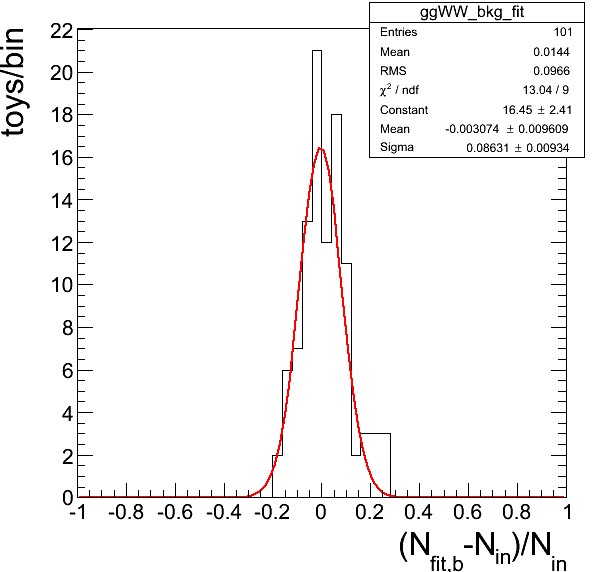 ggWW_bkg_fit
Entries 101
Mean 0.0144
RMS 0.0966
χ² / ndf 13.04 / 9
Constant 16.45 ± 2.41
Mean -0.003074 ± 0.009609
Sigma 0.08631 ± 0.00934
toys/bin
22
20
18
16
14
12
10
8
6
4
2
0
-1 -0.8 -0.6 -0.4 -0.2 0 0.2 0.4 0.6 0.8 1
(N_fit,b-N_in)/N_in